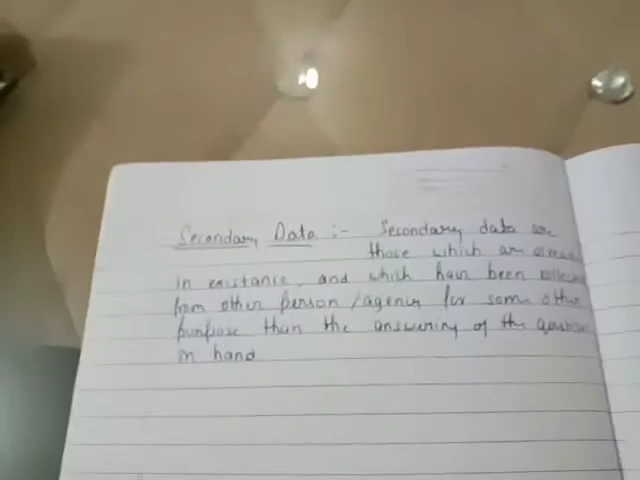 Secondary Data :- Secondary data are
those which are already
in existance and which have been collected
from other person/agency for some other
purpose than the answering of the question
in hand